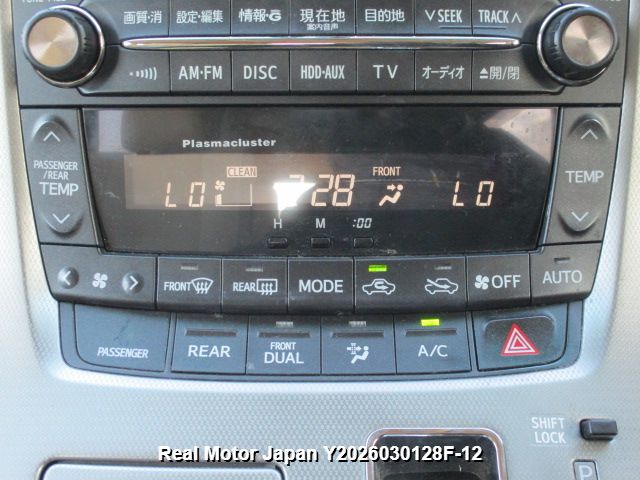 画質・消 設定・編集 情報・G 現在地 目的地 ∨ SEEK TRACK ∧
案内音声
AM・FM DISC HDD・AUX TV オーディオ ▲開/閉
Plasmacluster
PASSENGER
/REAR
TEMP
TEMP
CLEAN FRONT
LO :28 LO
H M :00
FRONT REAR MODE OFF AUTO
PASSENGER REAR FRONT
DUAL A/C
SHIFT
LOCK
P
Real Motor Japan Y2026030128F-12